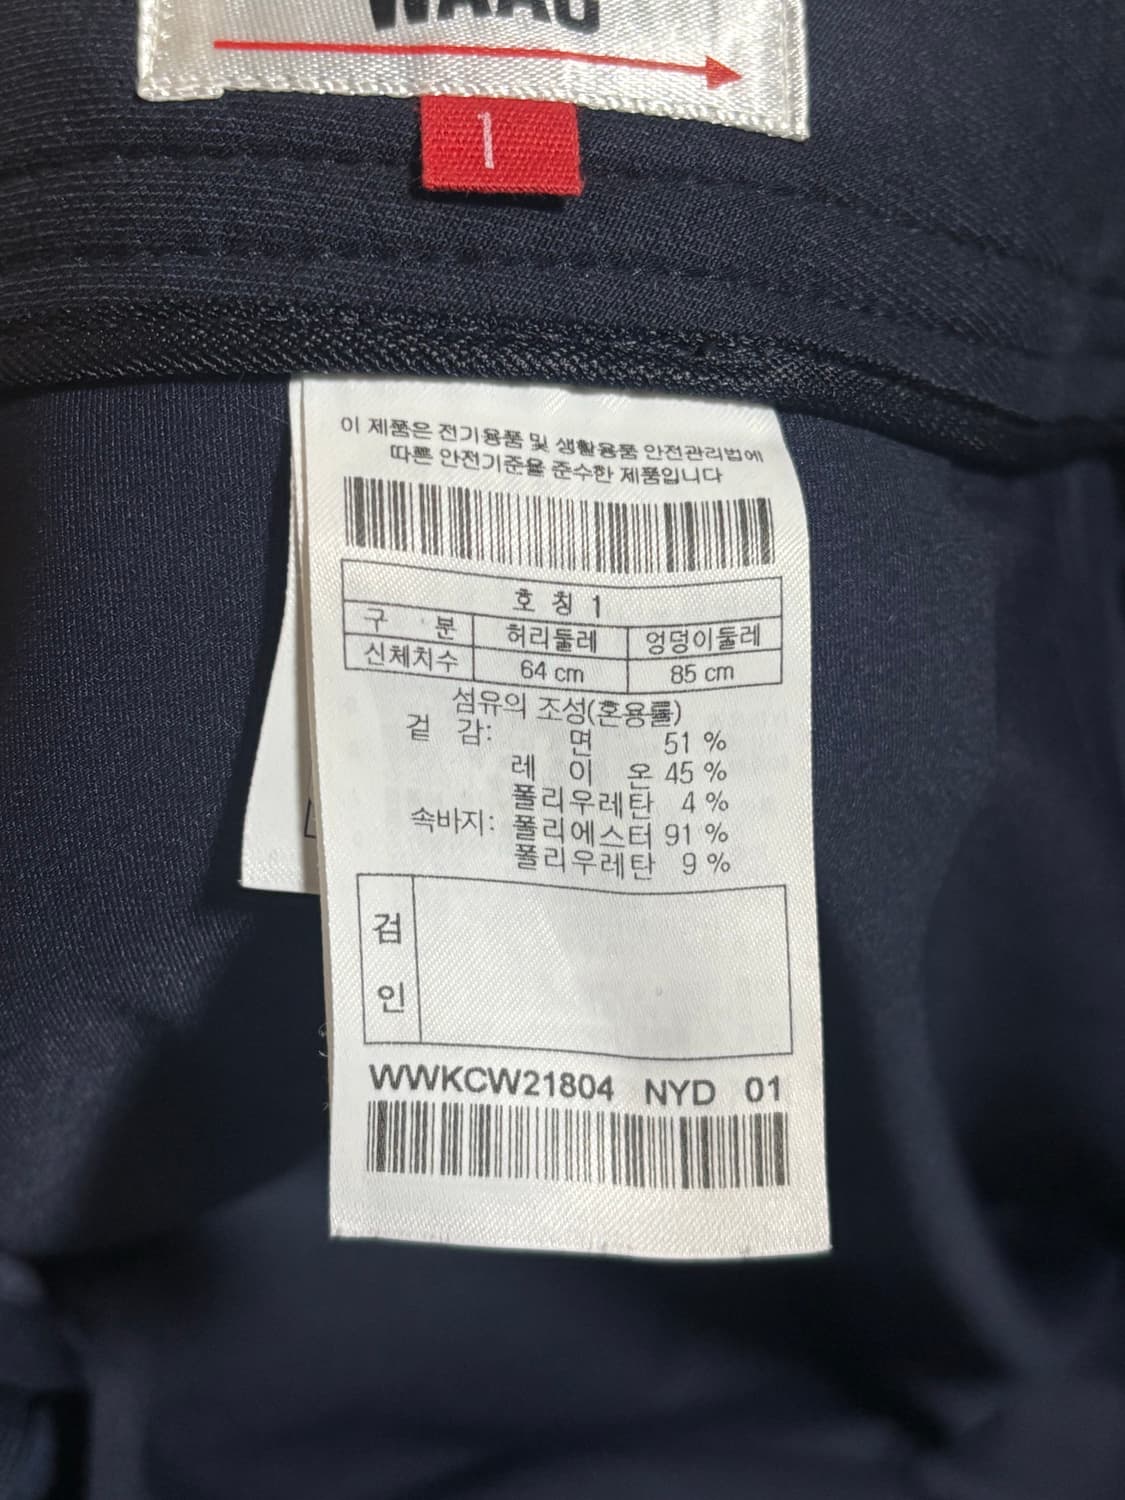 WAAC
1
이 제품은 전기용품 및 생활용품 안전관리법에
따른 안전기준을 준수한 제품입니다
호 칭 1
구 분 허리둘레 엉덩이둘레
신체치수 64 cm 85 cm
섬유의 조성(혼용률)
겉 감: 면 51 %
레 이 온 45 %
폴리우레탄 4 %
속바지: 폴리에스터 91 %
폴리우레탄 9 %
검
인
WWKCW21804 NYD 01